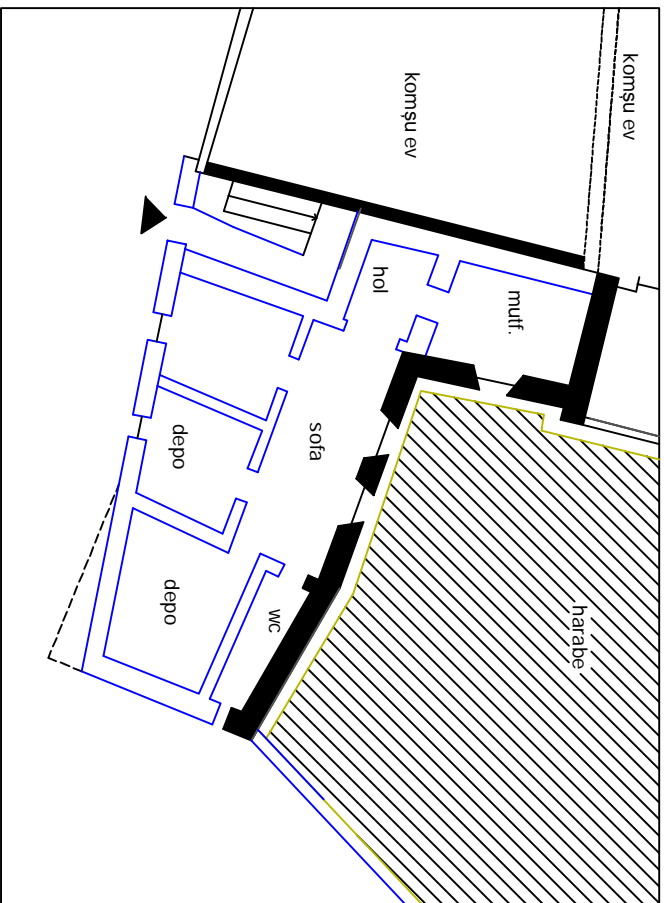 komşu ev
komşu ev
hol
mutf.
sofa
depo
depo
wc
harabe